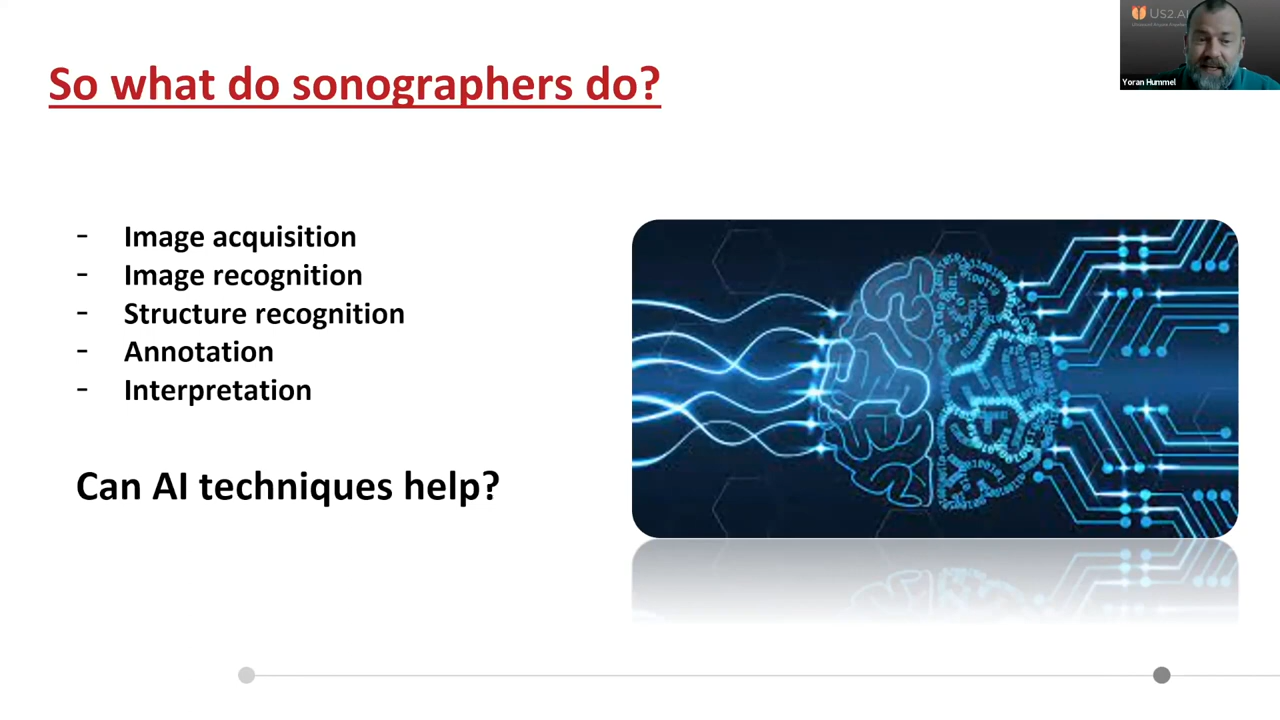 So what do sonographers do?
US2.A
Yoran Hummel
- Image acquisition
- Image recognition
- Structure recognition
- Annotation
- Interpretation
Can AI techniques help?